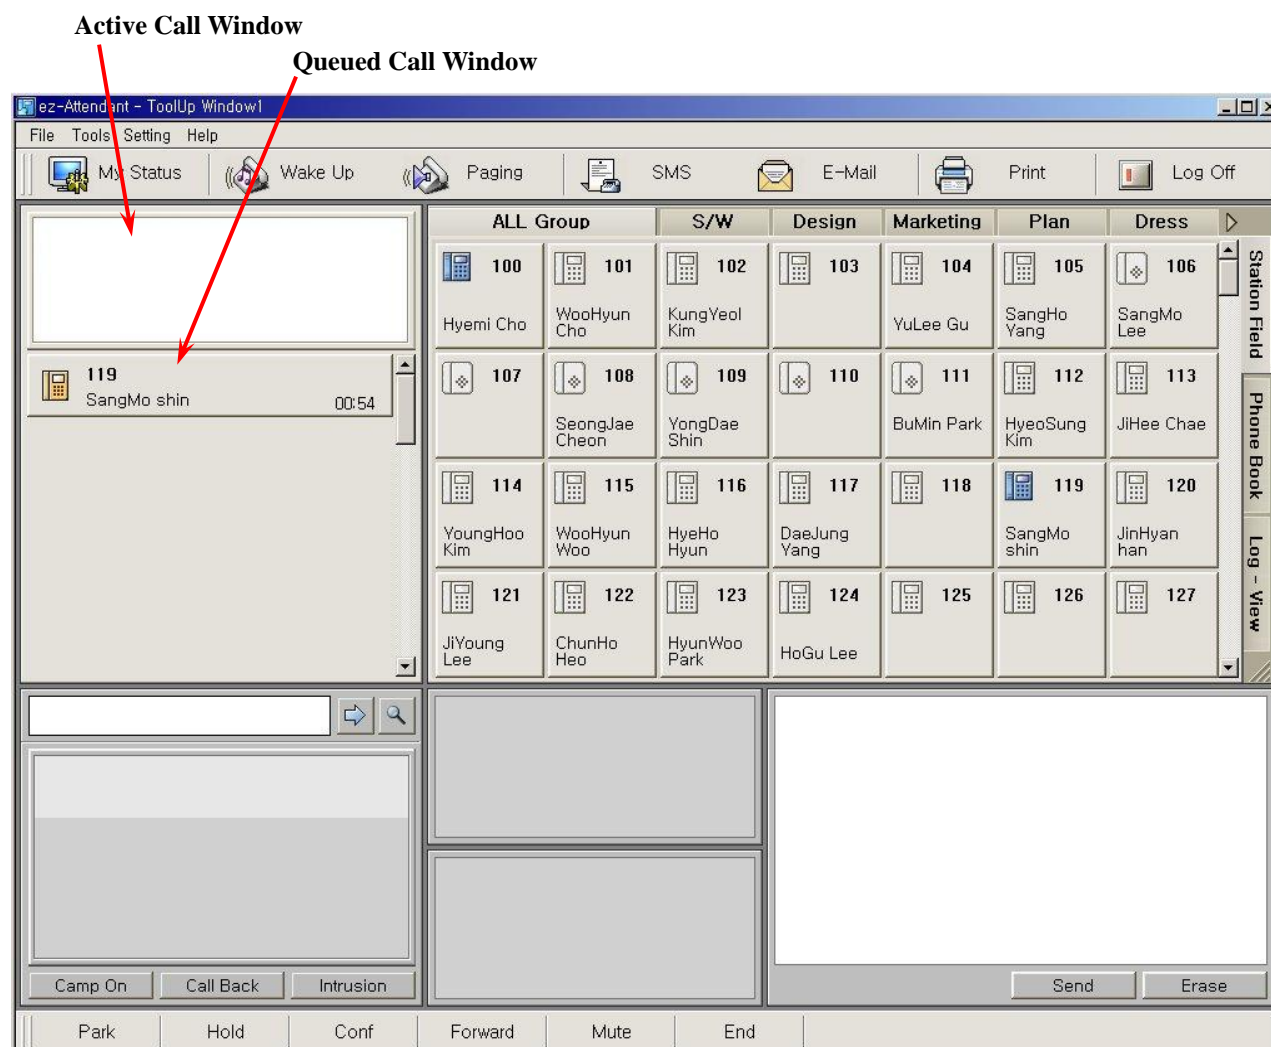 Active Call Window
Queued Call Window
ez-Attendant - ToolUp Window1
File Tools Setting Help
My Status Wake Up Paging SMS E-Mail Print Log Off
ALL Group S/W Design Marketing Plan Dress
100 101 102 103 104 105 106
Hyemi Cho WooHyun Cho KungYeol Kim YuLee Gu SangHo Yang SangMo Lee
119
SangMo shin 00:54
107 108 109 110 111 112 113
SeongJae Cheon YongDae Shin BuMin Park HyeoSung Kim JiHee Chae
114 115 116 117 118 119 120
YoungHoo Kim WooHyun Woo HyeHo Hyun DaeJung Yang SangMo shin JinHyan han
121 122 123 124 125 126 127
JiYoung Lee ChunHo Heo HyunWoo Park HoGu Lee
Station Field
Phone Book
Log - View
Camp On Call Back Intrusion
Send Erase
Park Hold Conf Forward Mute End